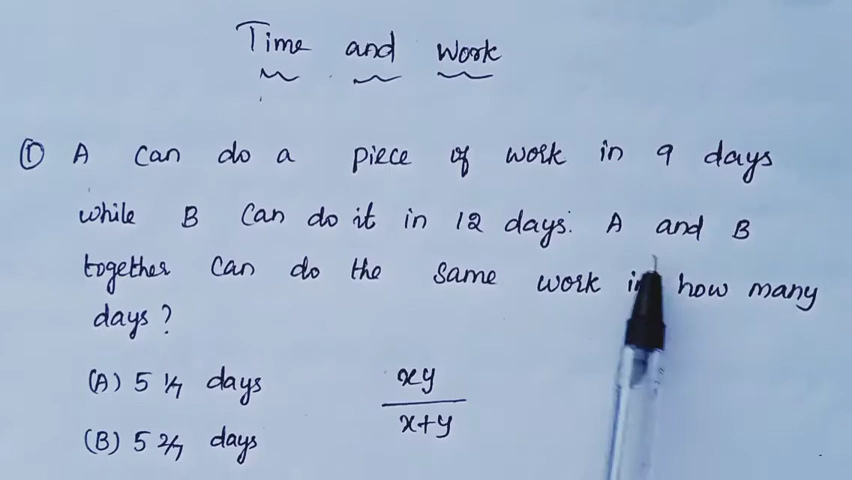 Time and Work
① A can do a piece of work in 9 days
while B can do it in 12 days. A and B
together can do the same work in how many
days?
(A) 5 1/7 days
(B) 5 2/7 days
xy
x+y